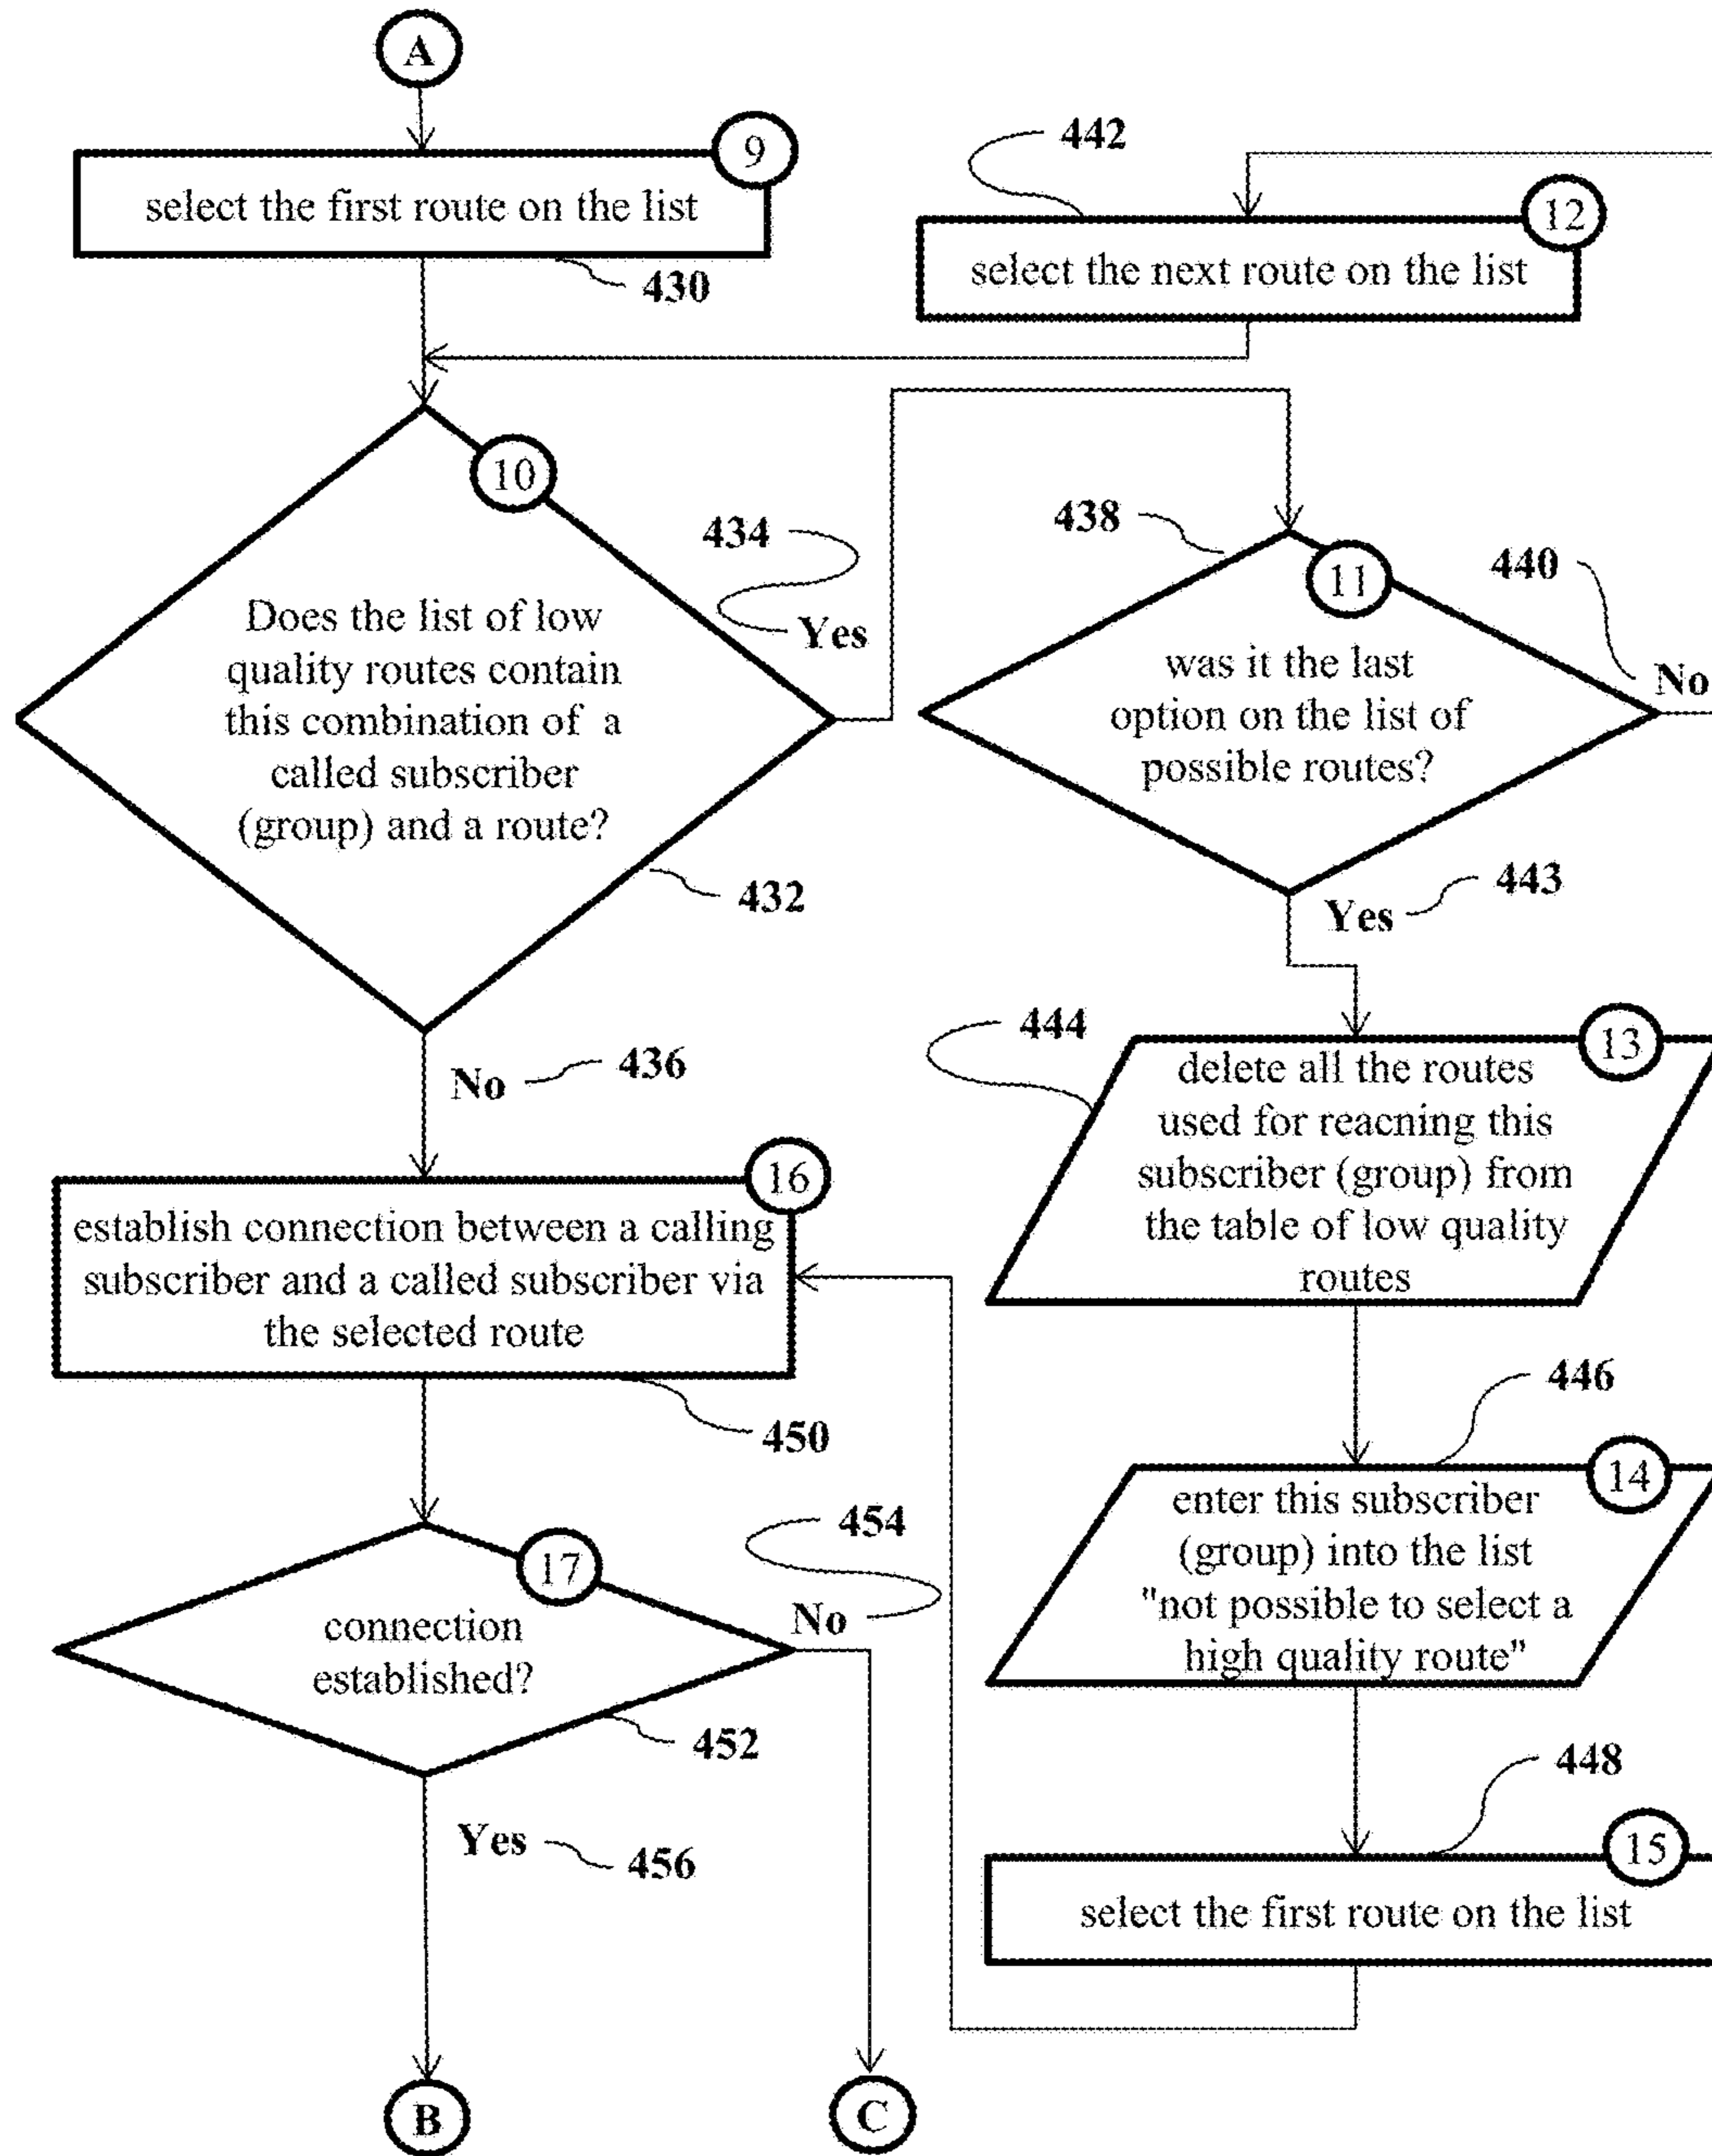 A
9
select the first route on the list
430
442
12
select the next route on the list
10
434
Yes
Does the list of low
quality routes contain
this combination of a
called subscriber
(group) and a route?
432
438
11
440
No
was it the last
option on the list of
possible routes?
443
Yes
No
436
444
13
delete all the routes
used for reacning this
subscriber (group) from
the table of low quality
routes
16
establish connection between a calling
subscriber and a called subscriber via
the selected route
450
446
14
enter this subscriber
(group) into the list
"not possible to select a
high quality route"
17
454
No
connection
established?
452
Yes
456
448
15
select the first route on the list
B
C